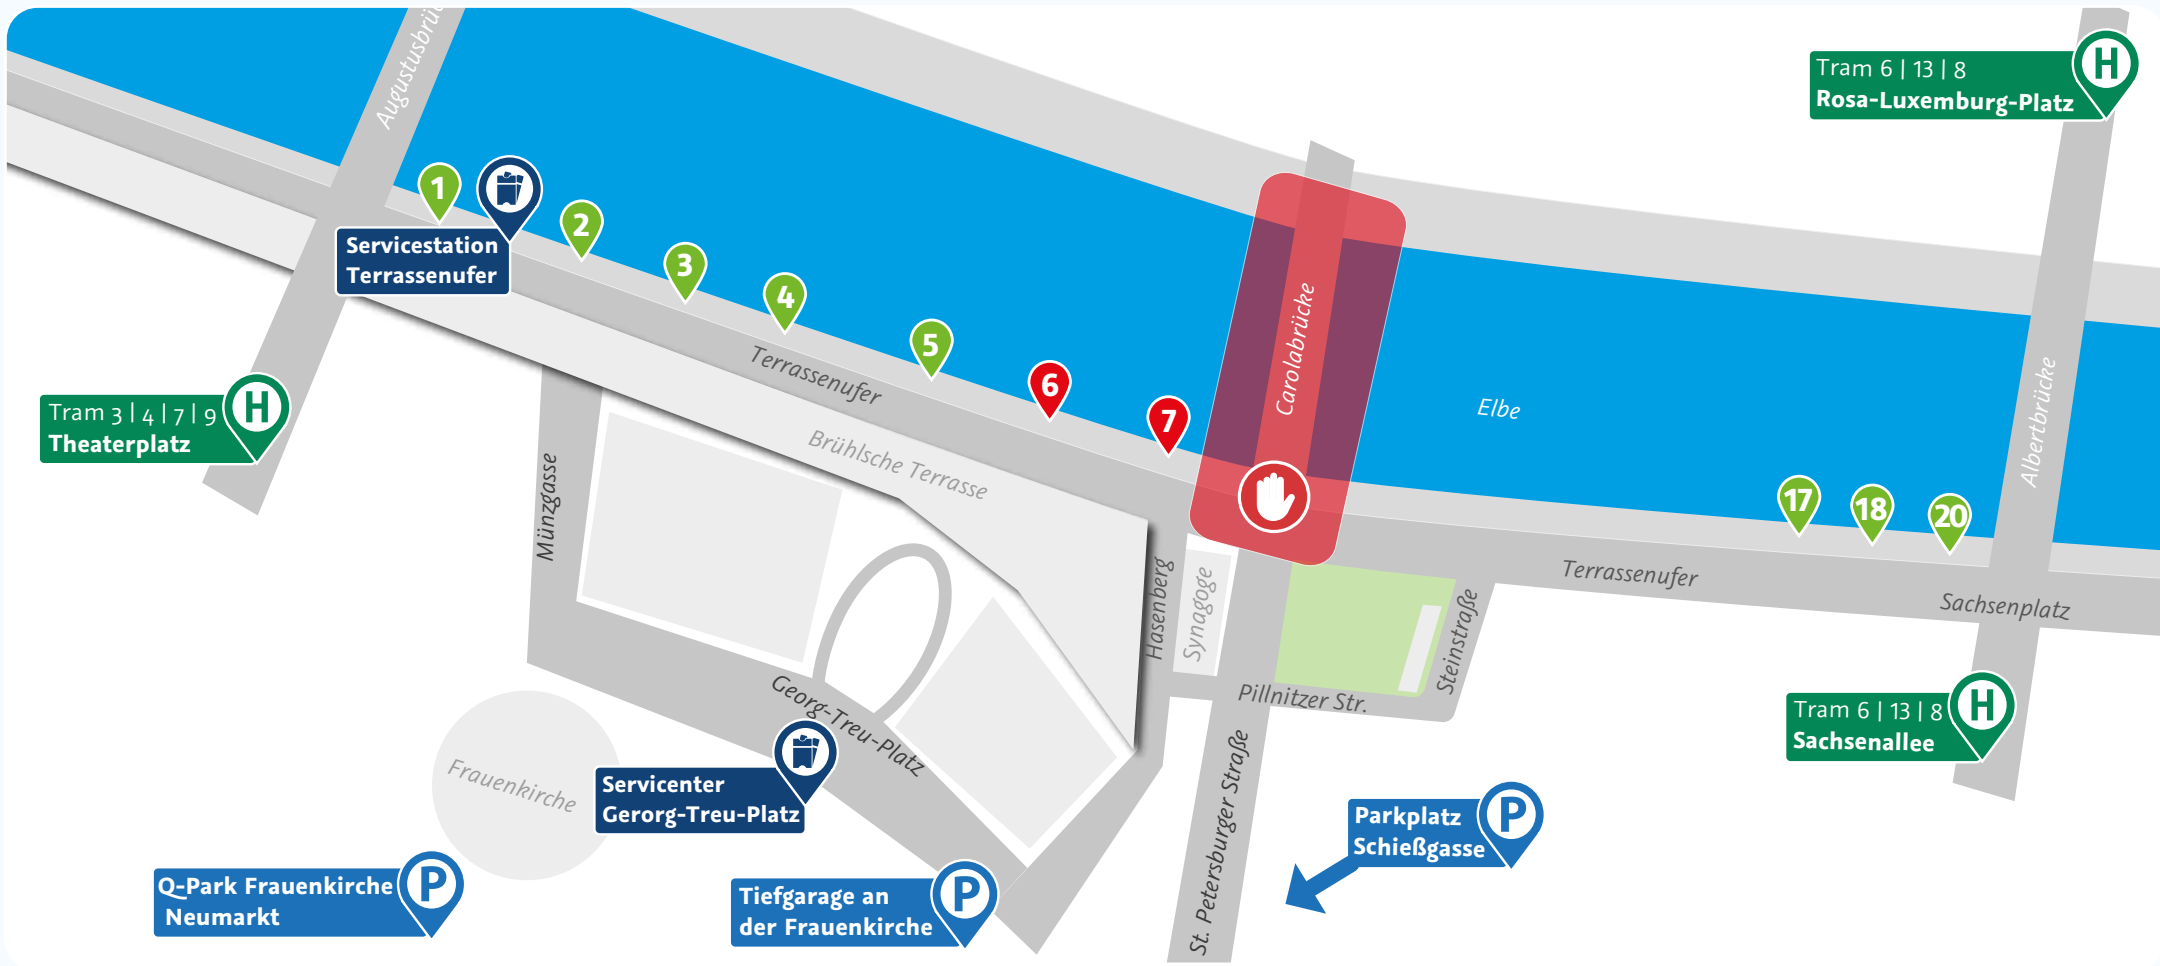 Augustusbrüc
Tram 6 | 13 | 8
Rosa-Luxemburg-Platz
H
1
2
3
4
5
6
7
Servicestation
Terrassenufer
Terrassenufer
Brühlsche Terrasse
Carolabrücke
Elbe
Albertbrücke
17
18
20
Tram 3 | 4 | 7 | 9
Theaterplatz
H
Münzgasse
Hasenberg
Synagoge
Steinstraße
Terrassenufer
Sachsenplatz
Pillnitzer Str.
Georg-Treu-Platz
Frauenkirche
Servicenter
Gerorg-Treu-Platz
St. Petersburger Straße
Tram 6 | 13 | 8
Sachsenallee
H
Parkplatz
Schießgasse
P
Q-Park Frauenkirche
Neumarkt
P
Tiefgarage an
der Frauenkirche
P